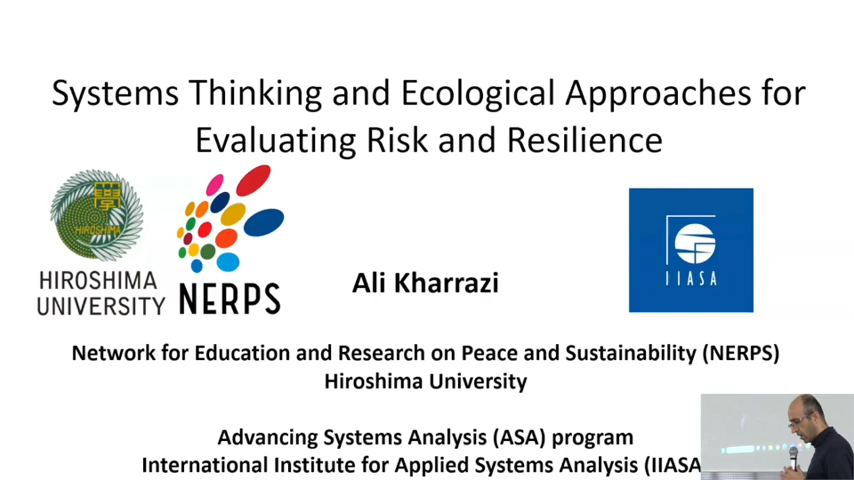 Systems Thinking and Ecological Approaches for
Evaluating Risk and Resilience
HIROSHIMA
HIROSHIMA
UNIVERSITY
NERPS
Ali Kharrazi
IIASA
Network for Education and Research on Peace and Sustainability (NERPS)
Hiroshima University
Advancing Systems Analysis (ASA) program
International Institute for Applied Systems Analysis (IIASA